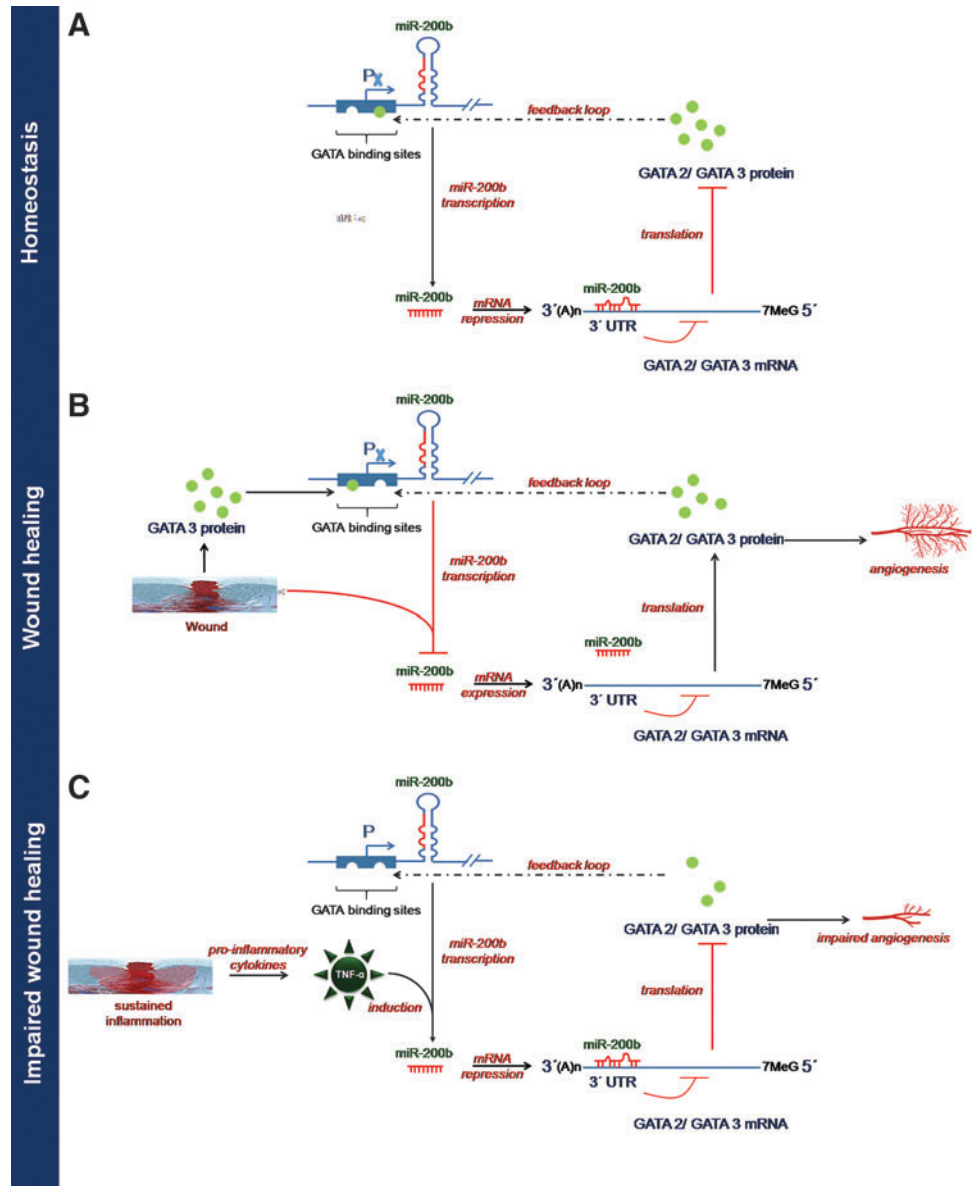 Homeostasis
A
miR-200b
P
X
feedback loop
GATA binding sites
GATA 2/ GATA 3 protein
miR-200b
transcription
translation
miR-200b
mRNA
repression
miR-200b
3´(A)n
7MeG 5´
3´ UTR
GATA 2/ GATA 3 mRNA
Wound healing
B
miR-200b
P
X
feedback loop
GATA 3 protein
GATA binding sites
GATA 2/ GATA 3 protein
angiogenesis
miR-200b
transcription
Wound
translation
miR-200b
miR-200b
mRNA
expression
3´(A)n
7MeG 5´
3´ UTR
GATA 2/ GATA 3 mRNA
Impaired wound healing
C
miR-200b
P
feedback loop
GATA binding sites
GATA 2/ GATA 3 protein
impaired angiogenesis
pro-inflammatory
cytokines
miR-200b
transcription
TNF-α
sustained
inflammation
induction
translation
miR-200b
mRNA
repression
miR-200b
3´(A)n
7MeG 5´
3´ UTR
GATA 2/ GATA 3 mRNA